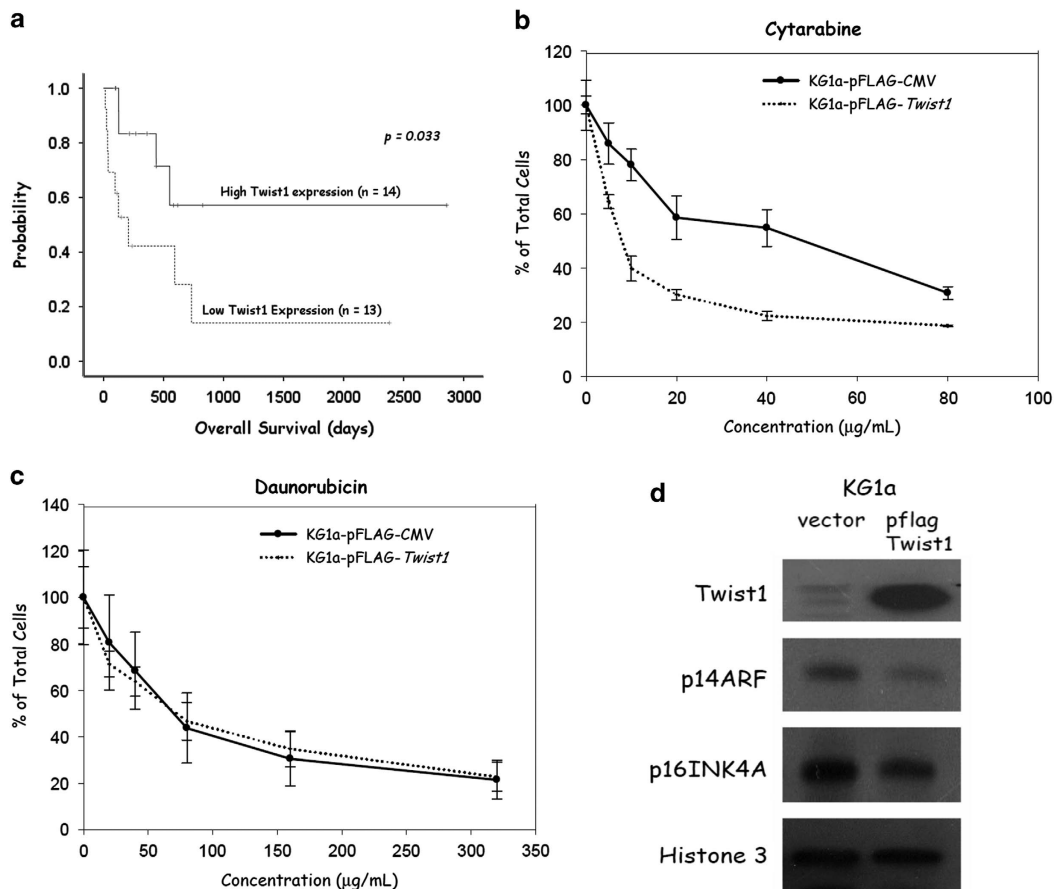 a
1.0
0.8
0.6
0.4
0.2
0.0
Probability
p = 0.033
High Twist1 expression (n = 14)
Low Twist1 Expression (n = 13)
0 500 1000 1500 2000 2500 3000
Overall Survival (days)
b
Cytarabine
120
100
80
60
40
20
0
% of Total Cells
KG1a-pFLAG-CMV
KG1a-pFLAG-Twist1
0 20 40 60 80 100
Concentration (µg/mL)
c
Daunorubicin
140
120
100
80
60
40
20
0
% of Total Cells
KG1a-pFLAG-CMV
KG1a-pFLAG-Twist1
0 50 100 150 200 250 300 350
Concentration (µg/mL)
d
KG1a
vector pflag
Twist1
Twist1
p14ARF
p16INK4A
Histone 3